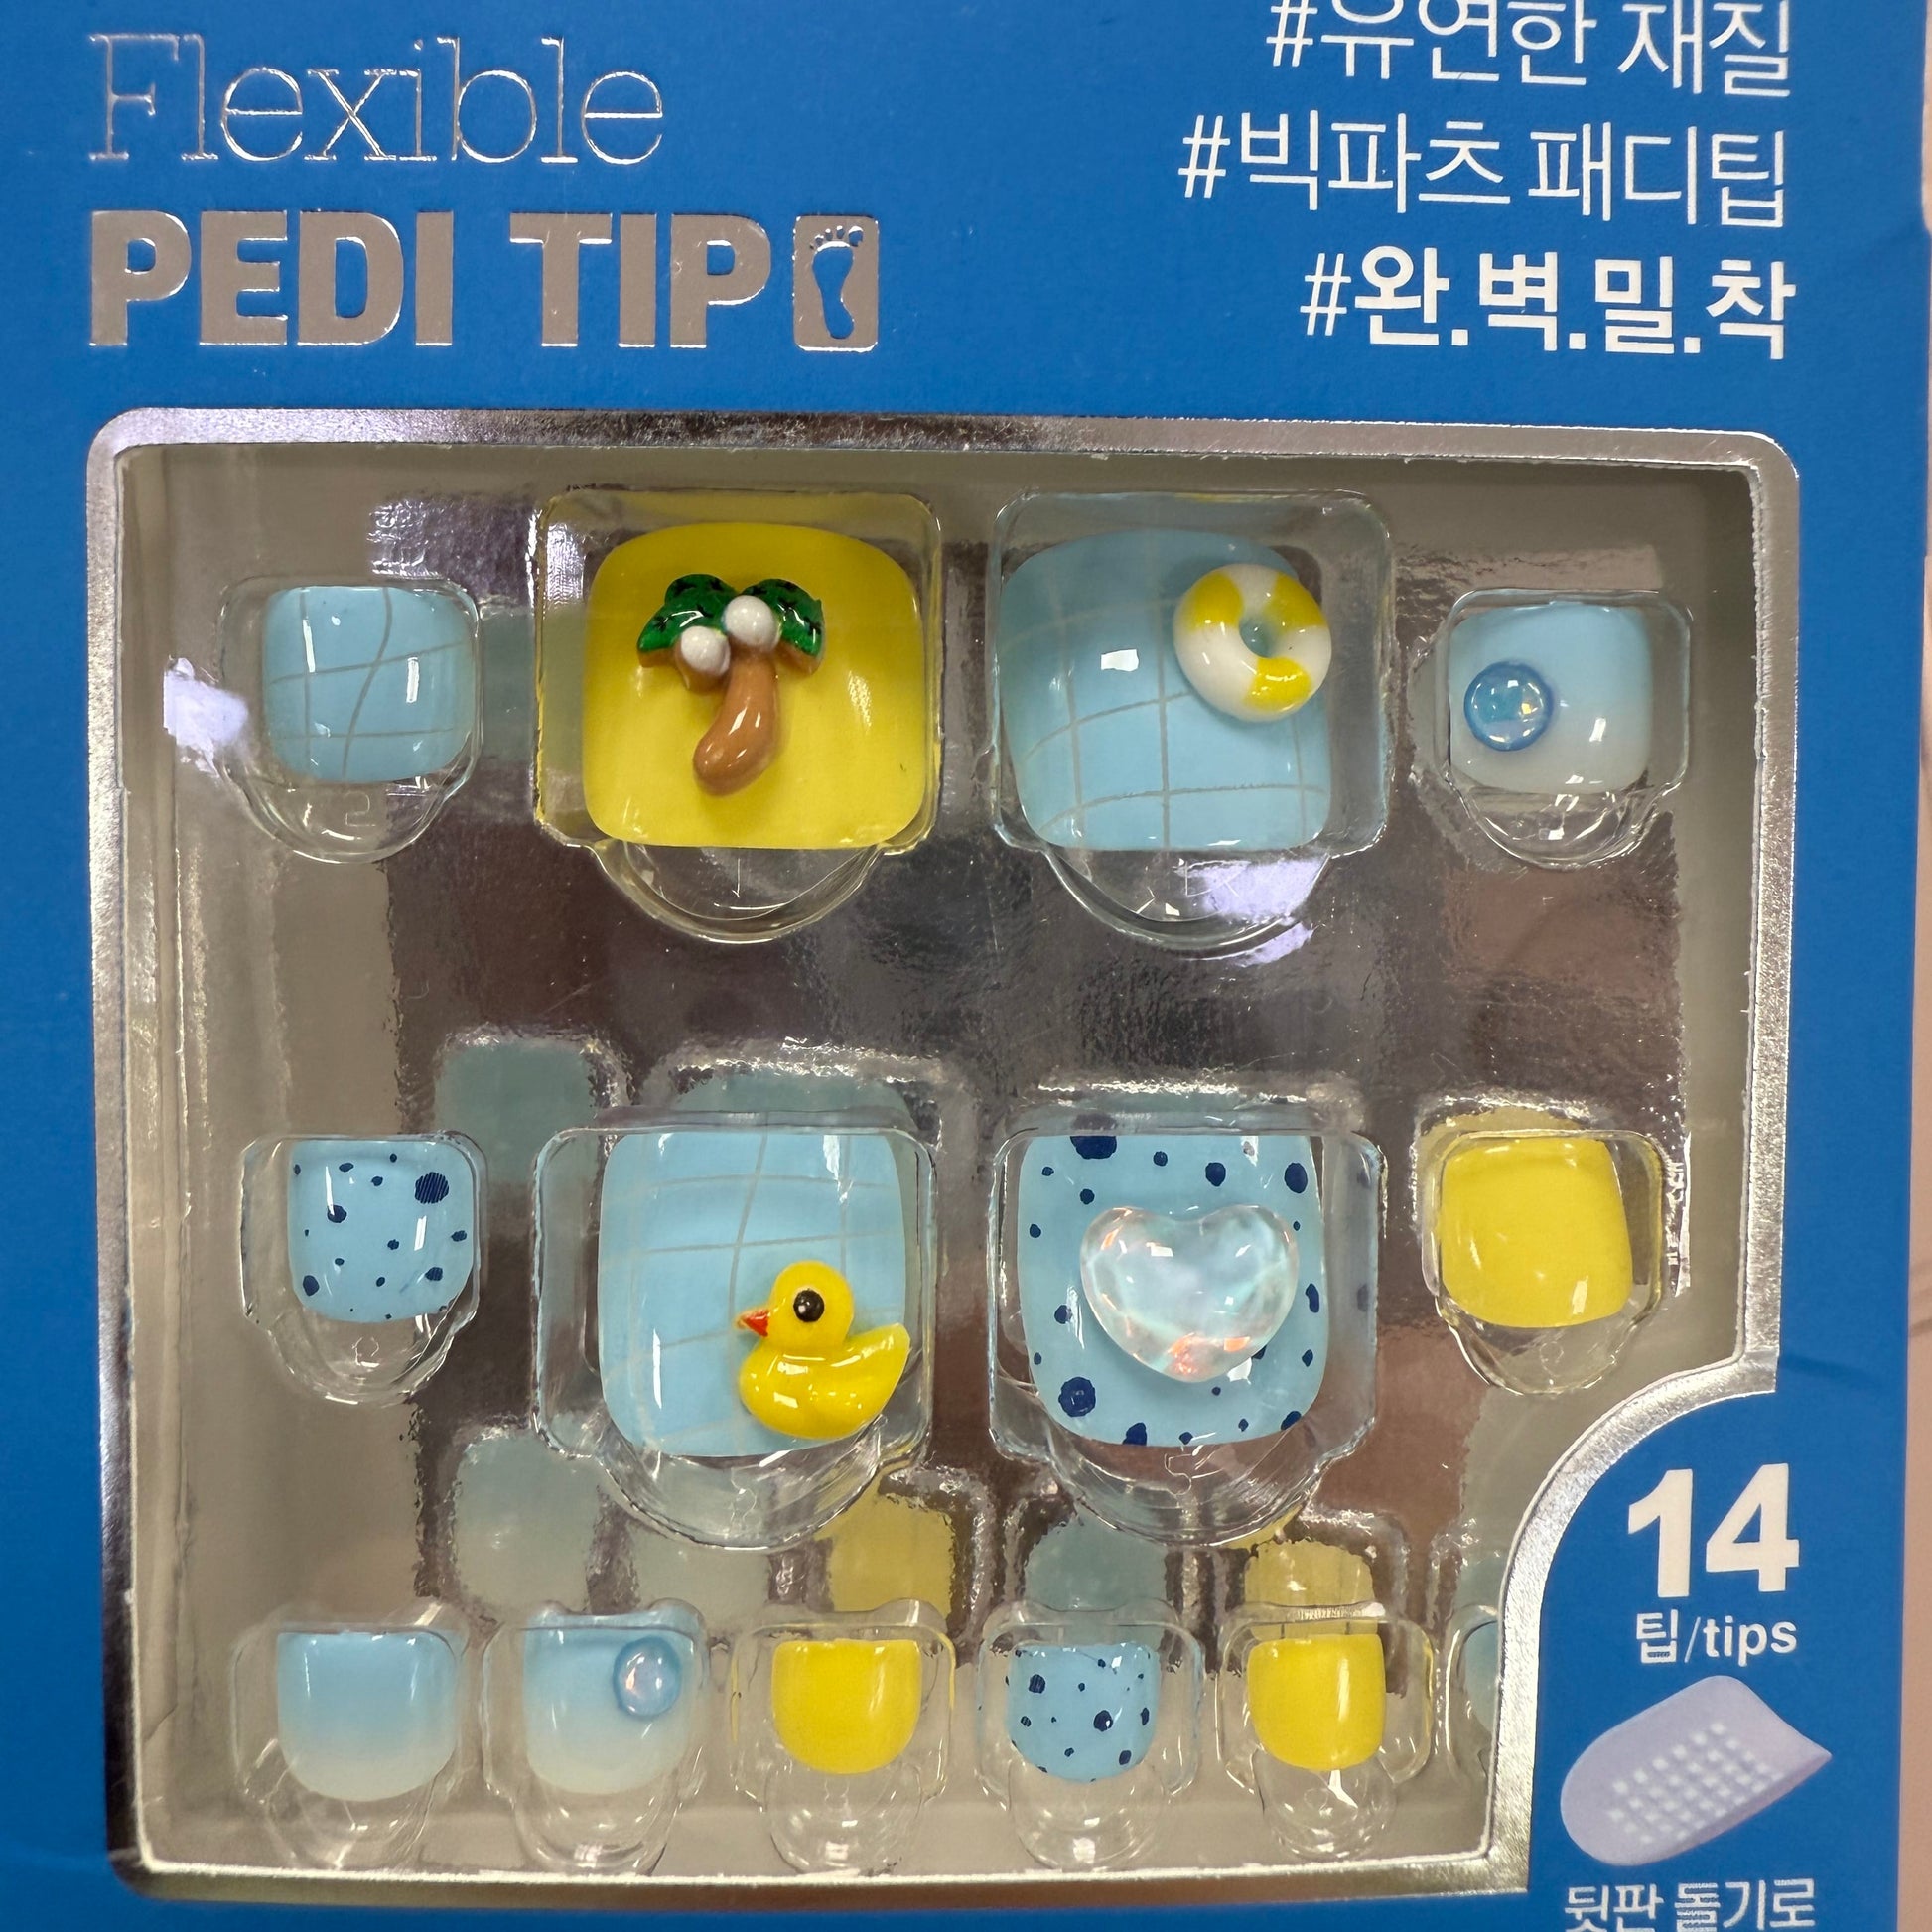 Flexible
PEDI TIP
#유연한 재질
#빅파츠 패디팁
#완.벽.밀.착
14
팁/tips
뒷판 돌기로